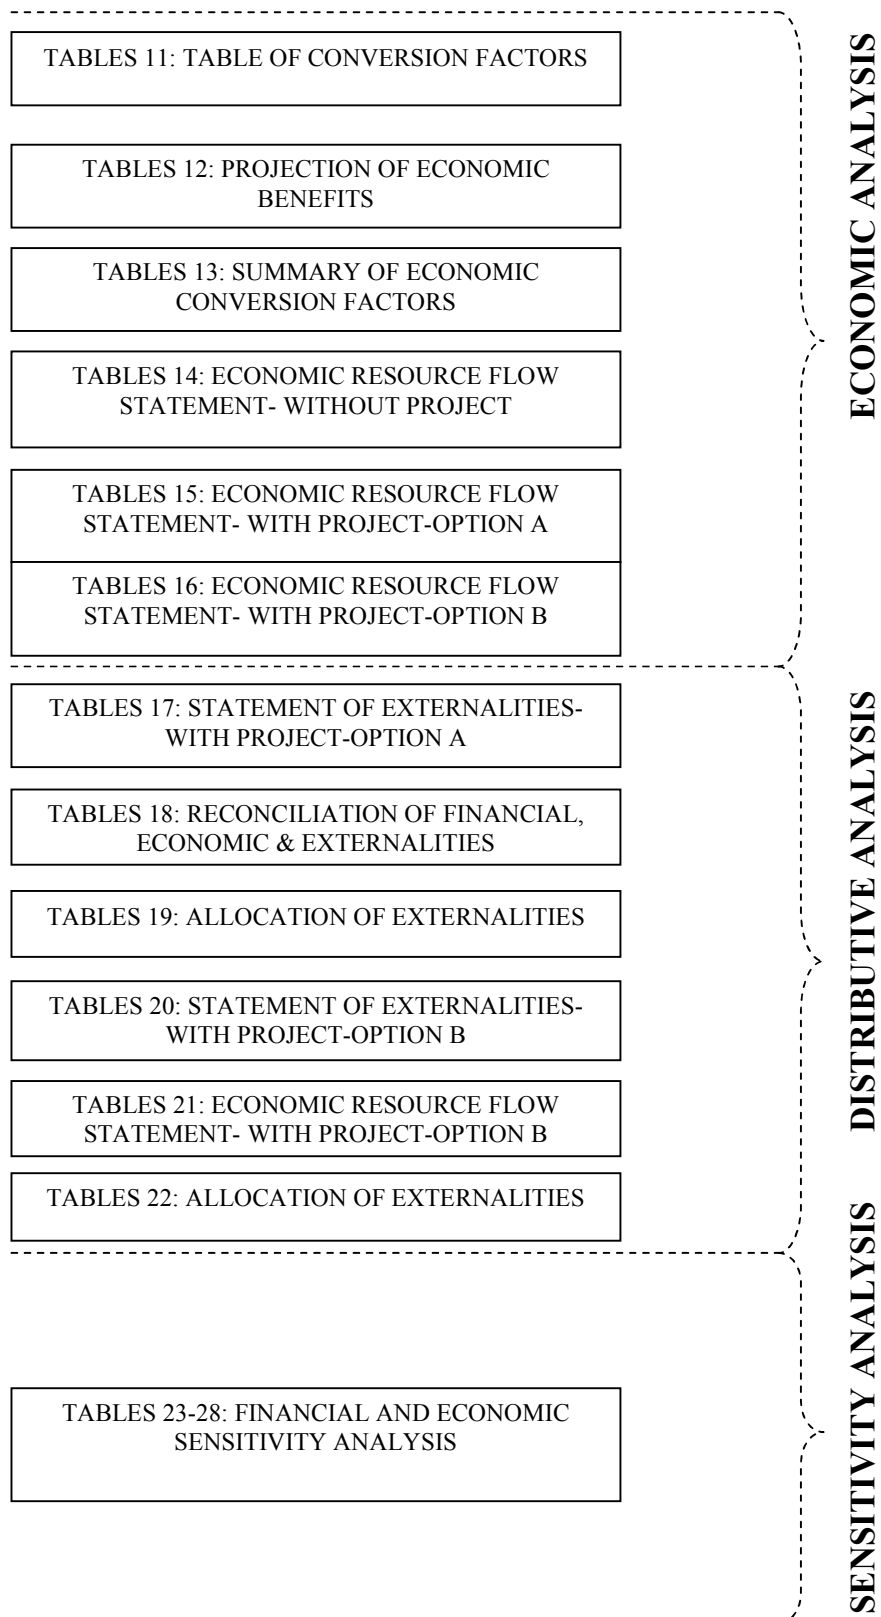 TABLES 11: TABLE OF CONVERSION FACTORS
TABLES 12: PROJECTION OF ECONOMIC
BENEFITS
TABLES 13: SUMMARY OF ECONOMIC
CONVERSION FACTORS
TABLES 14: ECONOMIC RESOURCE FLOW
STATEMENT- WITHOUT PROJECT
TABLES 15: ECONOMIC RESOURCE FLOW
STATEMENT- WITH PROJECT-OPTION A
TABLES 16: ECONOMIC RESOURCE FLOW
STATEMENT- WITH PROJECT-OPTION B
ECONOMIC ANALYSIS
TABLES 17: STATEMENT OF EXTERNALITIES-
WITH PROJECT-OPTION A
TABLES 18: RECONCILIATION OF FINANCIAL,
ECONOMIC & EXTERNALITIES
TABLES 19: ALLOCATION OF EXTERNALITIES
TABLES 20: STATEMENT OF EXTERNALITIES-
WITH PROJECT-OPTION B
TABLES 21: ECONOMIC RESOURCE FLOW
STATEMENT- WITH PROJECT-OPTION B
TABLES 22: ALLOCATION OF EXTERNALITIES
DISTRIBUTIVE ANALYSIS
TABLES 23-28: FINANCIAL AND ECONOMIC
SENSITIVITY ANALYSIS
SENSITIVITY ANALYSIS